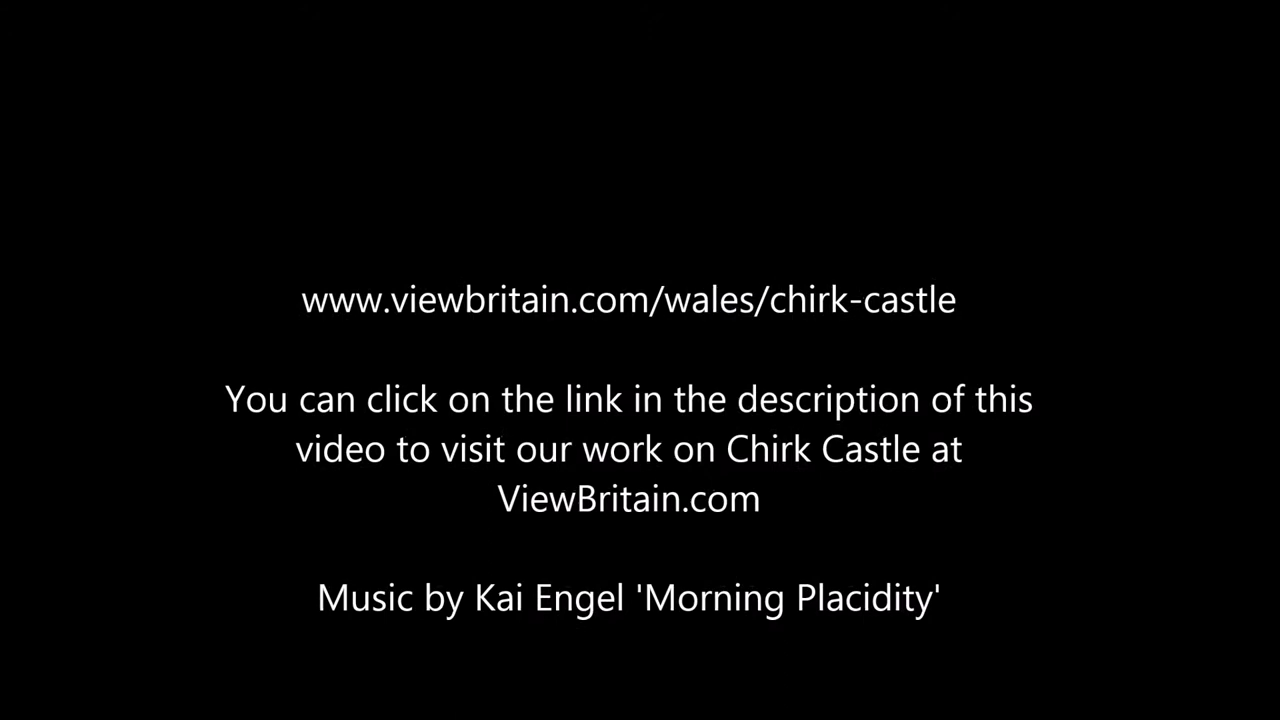 www.viewbritain.com/wales/chirk-castle
You can click on the link in the description of this
video to visit our work on Chirk Castle at
ViewBritain.com
Music by Kai Engel 'Morning Placidity'